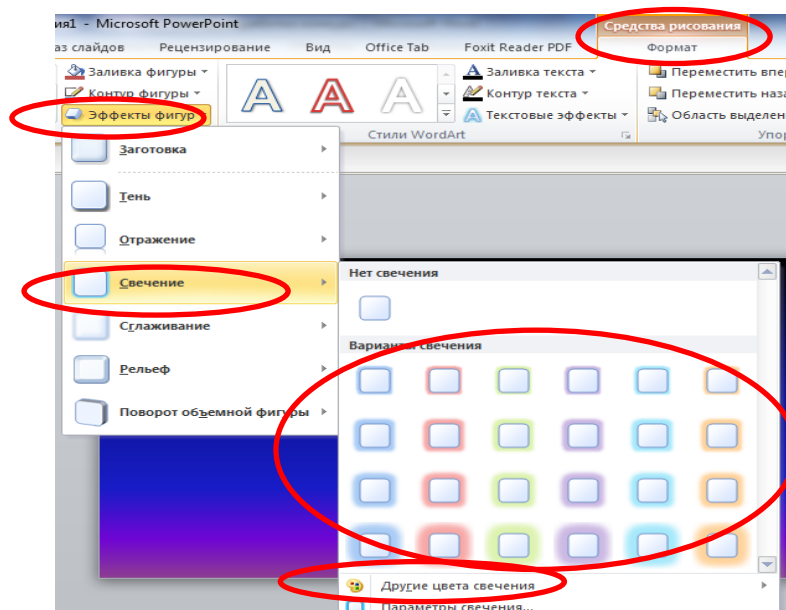 ия1 - Microsoft PowerPoint
Средства рисования
аз слайдов Рецензирование Вид Office Tab Foxit Reader PDF Формат
Заливка фигуры Заливка текста Переместить впер
Контур фигуры Контур текста Переместить наза
Эффекты фигур Текстовые эффекты Область выделен
Стили WordArt Упор
Заготовка
Тень
Отражение
Свечение
Сглаживание
Рельеф
Поворот объемной фигуры
Нет свечения
Варианты свечения
Другие цвета свечения
Параметры свечения...